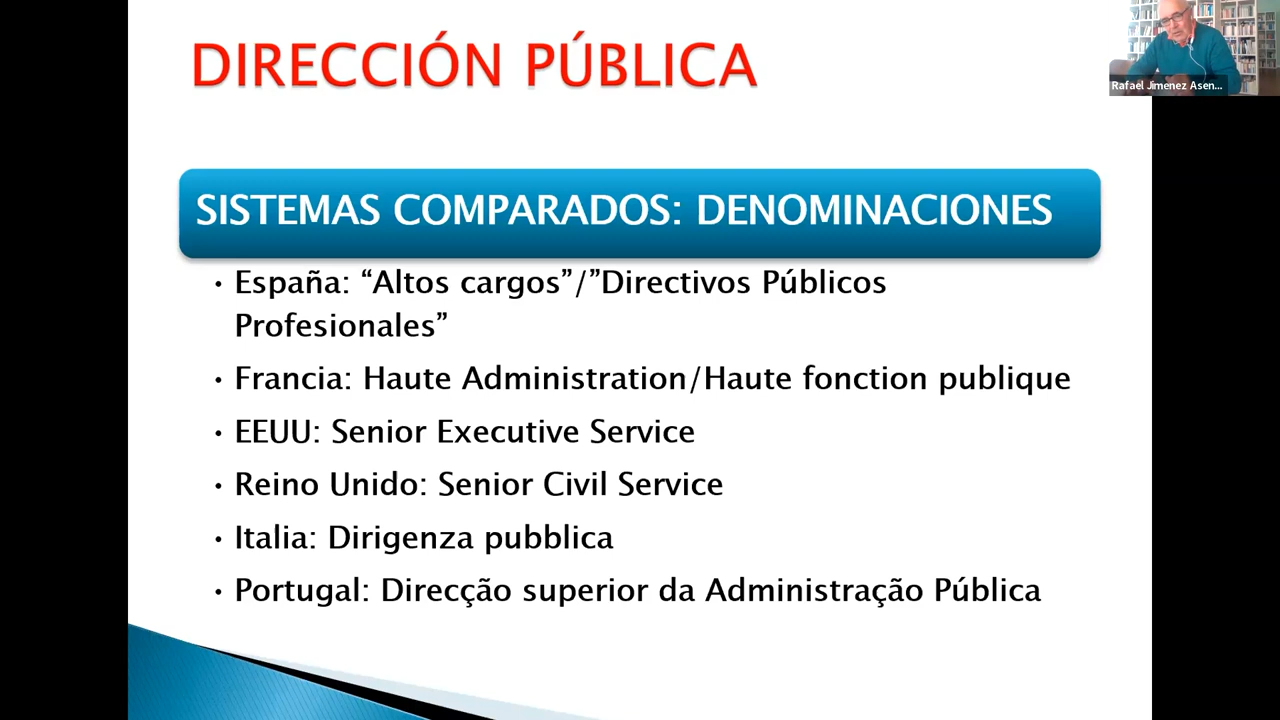 DIRECCIÓN PÚBLICA
Rafael Jimenez Asen...
SISTEMAS COMPARADOS: DENOMINACIONES
• España: “Altos cargos”/”Directivos Públicos
Profesionales”
• Francia: Haute Administration/Haute fonction publique
• EEUU: Senior Executive Service
• Reino Unido: Senior Civil Service
• Italia: Dirigenza pubblica
• Portugal: Direcção superior da Administração Pública